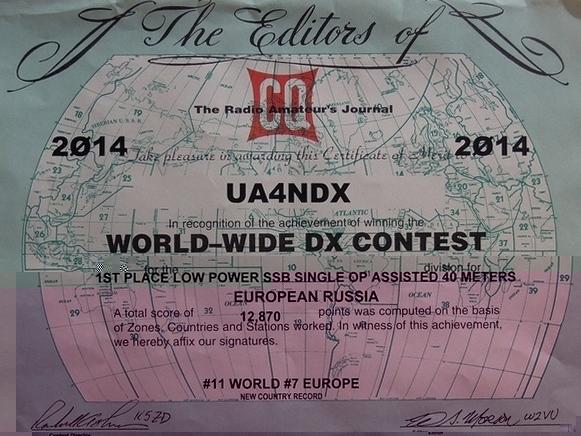 The Editors of
CQ
The Radio Amateur's Journal
2014 2014
Take pleasure in awarding this Certificate of Merit to
UA4NDX
In recognition of the achievement of winning the
WORLD-WIDE DX CONTEST
for the division for
1ST PLACE LOW POWER SSB SINGLE OP ASSISTED 40 METERS
EUROPEAN RUSSIA
A total score of 12,870 points was computed on the basis
of Zones, Countries and Stations worked. In witness of this achievement,
we hereby affix our signatures.
#11 WORLD #7 EUROPE
NEW COUNTRY RECORD
K5ZD W2VU